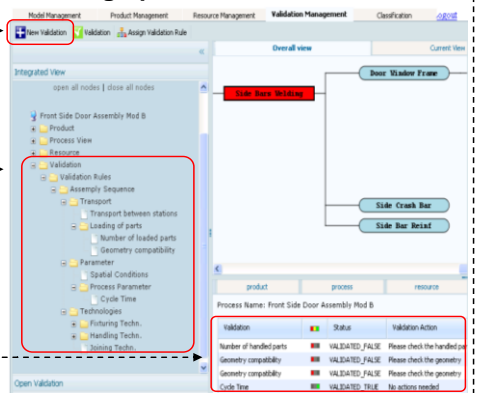 Model Management Product Management Resource Management Validation Management Classification
New Validation Validation Assign Validation Rule
Overall view Current View
Integrated View
open all nodes | close all nodes
Door Window Frame
Side Horn Welding
Front Side Door Assembly Mod B
Product
Process View
Resource
Validation
Validation Rules
Assemply Sequence
Transport
Transport between stations
Loading of parts
Number of loaded parts
Geometry compatibility
Side Crash Bar
Side Bar Reinf
Parameter
Spatial Conditions
Process Parameter
Cycle Time
Technologies
Fixturing Techn.
Handling Techn.
Joining Techn.
Open Validation
product process resource
Process Name: Front Side Door Assembly Mod B
Validation Status Validation Action
Number of handled parts VALIDATED_FALSE Please check the handled pa
Geometry compatibility VALIDATED_FALSE Please check the geometry
Geometry compatibility VALIDATED_FALSE Please check the geometry
Cycle Time VALIDATED_TRUE No actions needed